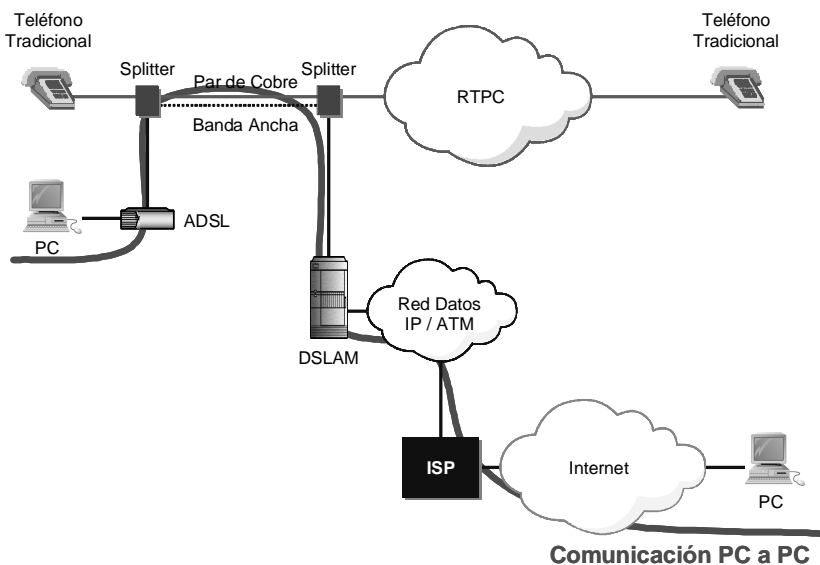 Teléfono
Tradicional
Teléfono
Tradicional
Splitter
Par de Cobre
Splitter
RTPC
Banda Ancha
ADSL
PC
Red Datos
IP / ATM
DSLAM
ISP
Internet
PC
Comunicación PC a PC